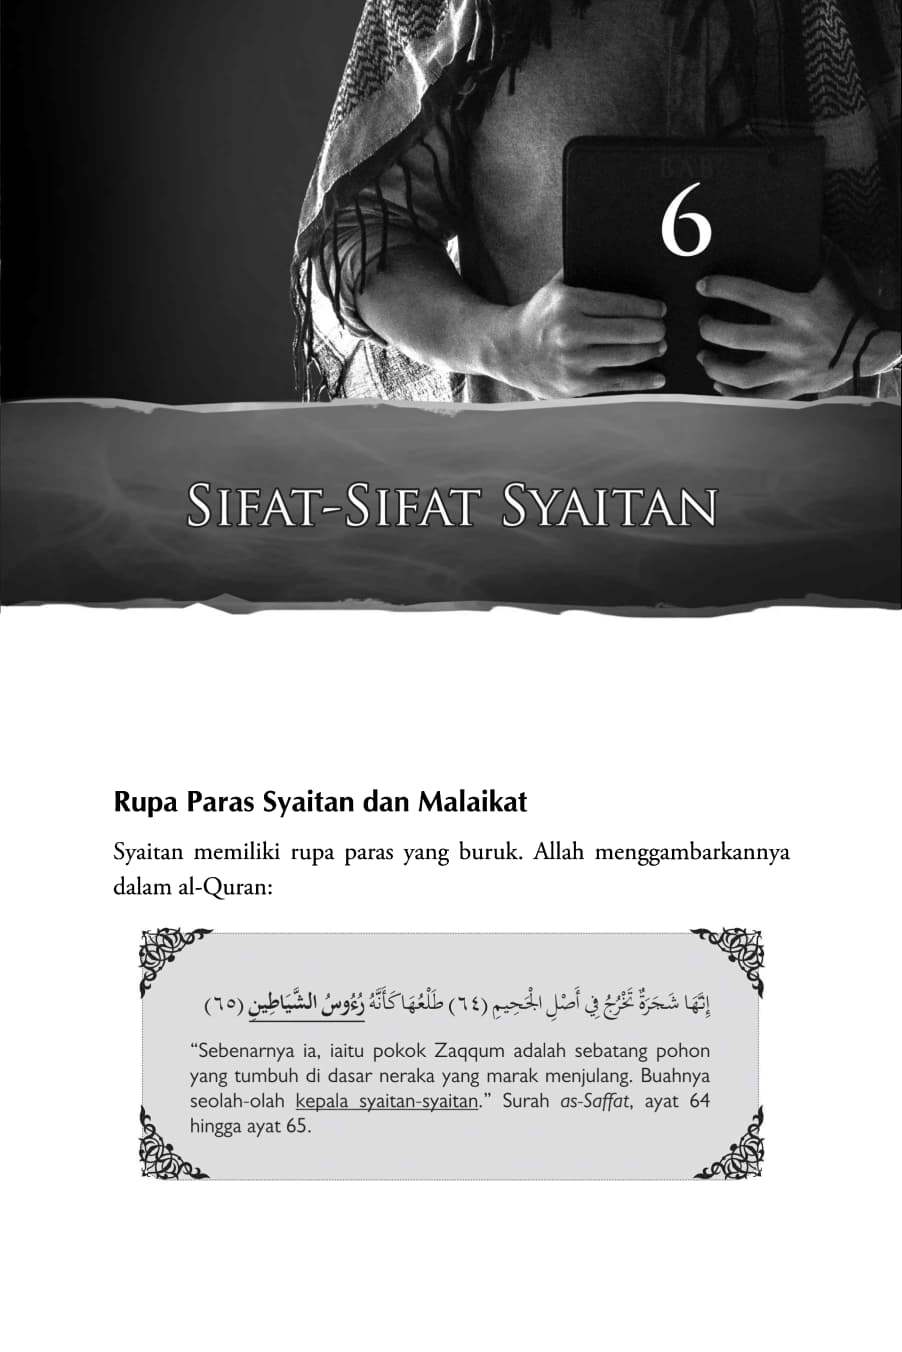 BAB
6
Sifat-Sifat Syaitan
Rupa Paras Syaitan dan Malaikat
Syaitan memiliki rupa paras yang buruk. Allah menggambarkannya
dalam al-Quran:
إِنَّهَا شَجَرَةٌ تَخْرُجُ فِي أَصْلِ الْجَحِيمِ (٦٤) طَلْعُهَا كَأَنَّهُ رُءُوسُ الشَّيَاطِينِ (٦٥)
“Sebenarnya ia, iaitu pokok Zaqqum adalah sebatang pohon
yang tumbuh di dasar neraka yang marak menjulang. Buahnya
seolah-olah kepala syaitan-syaitan.” Surah as-Saffat, ayat 64
hingga ayat 65.